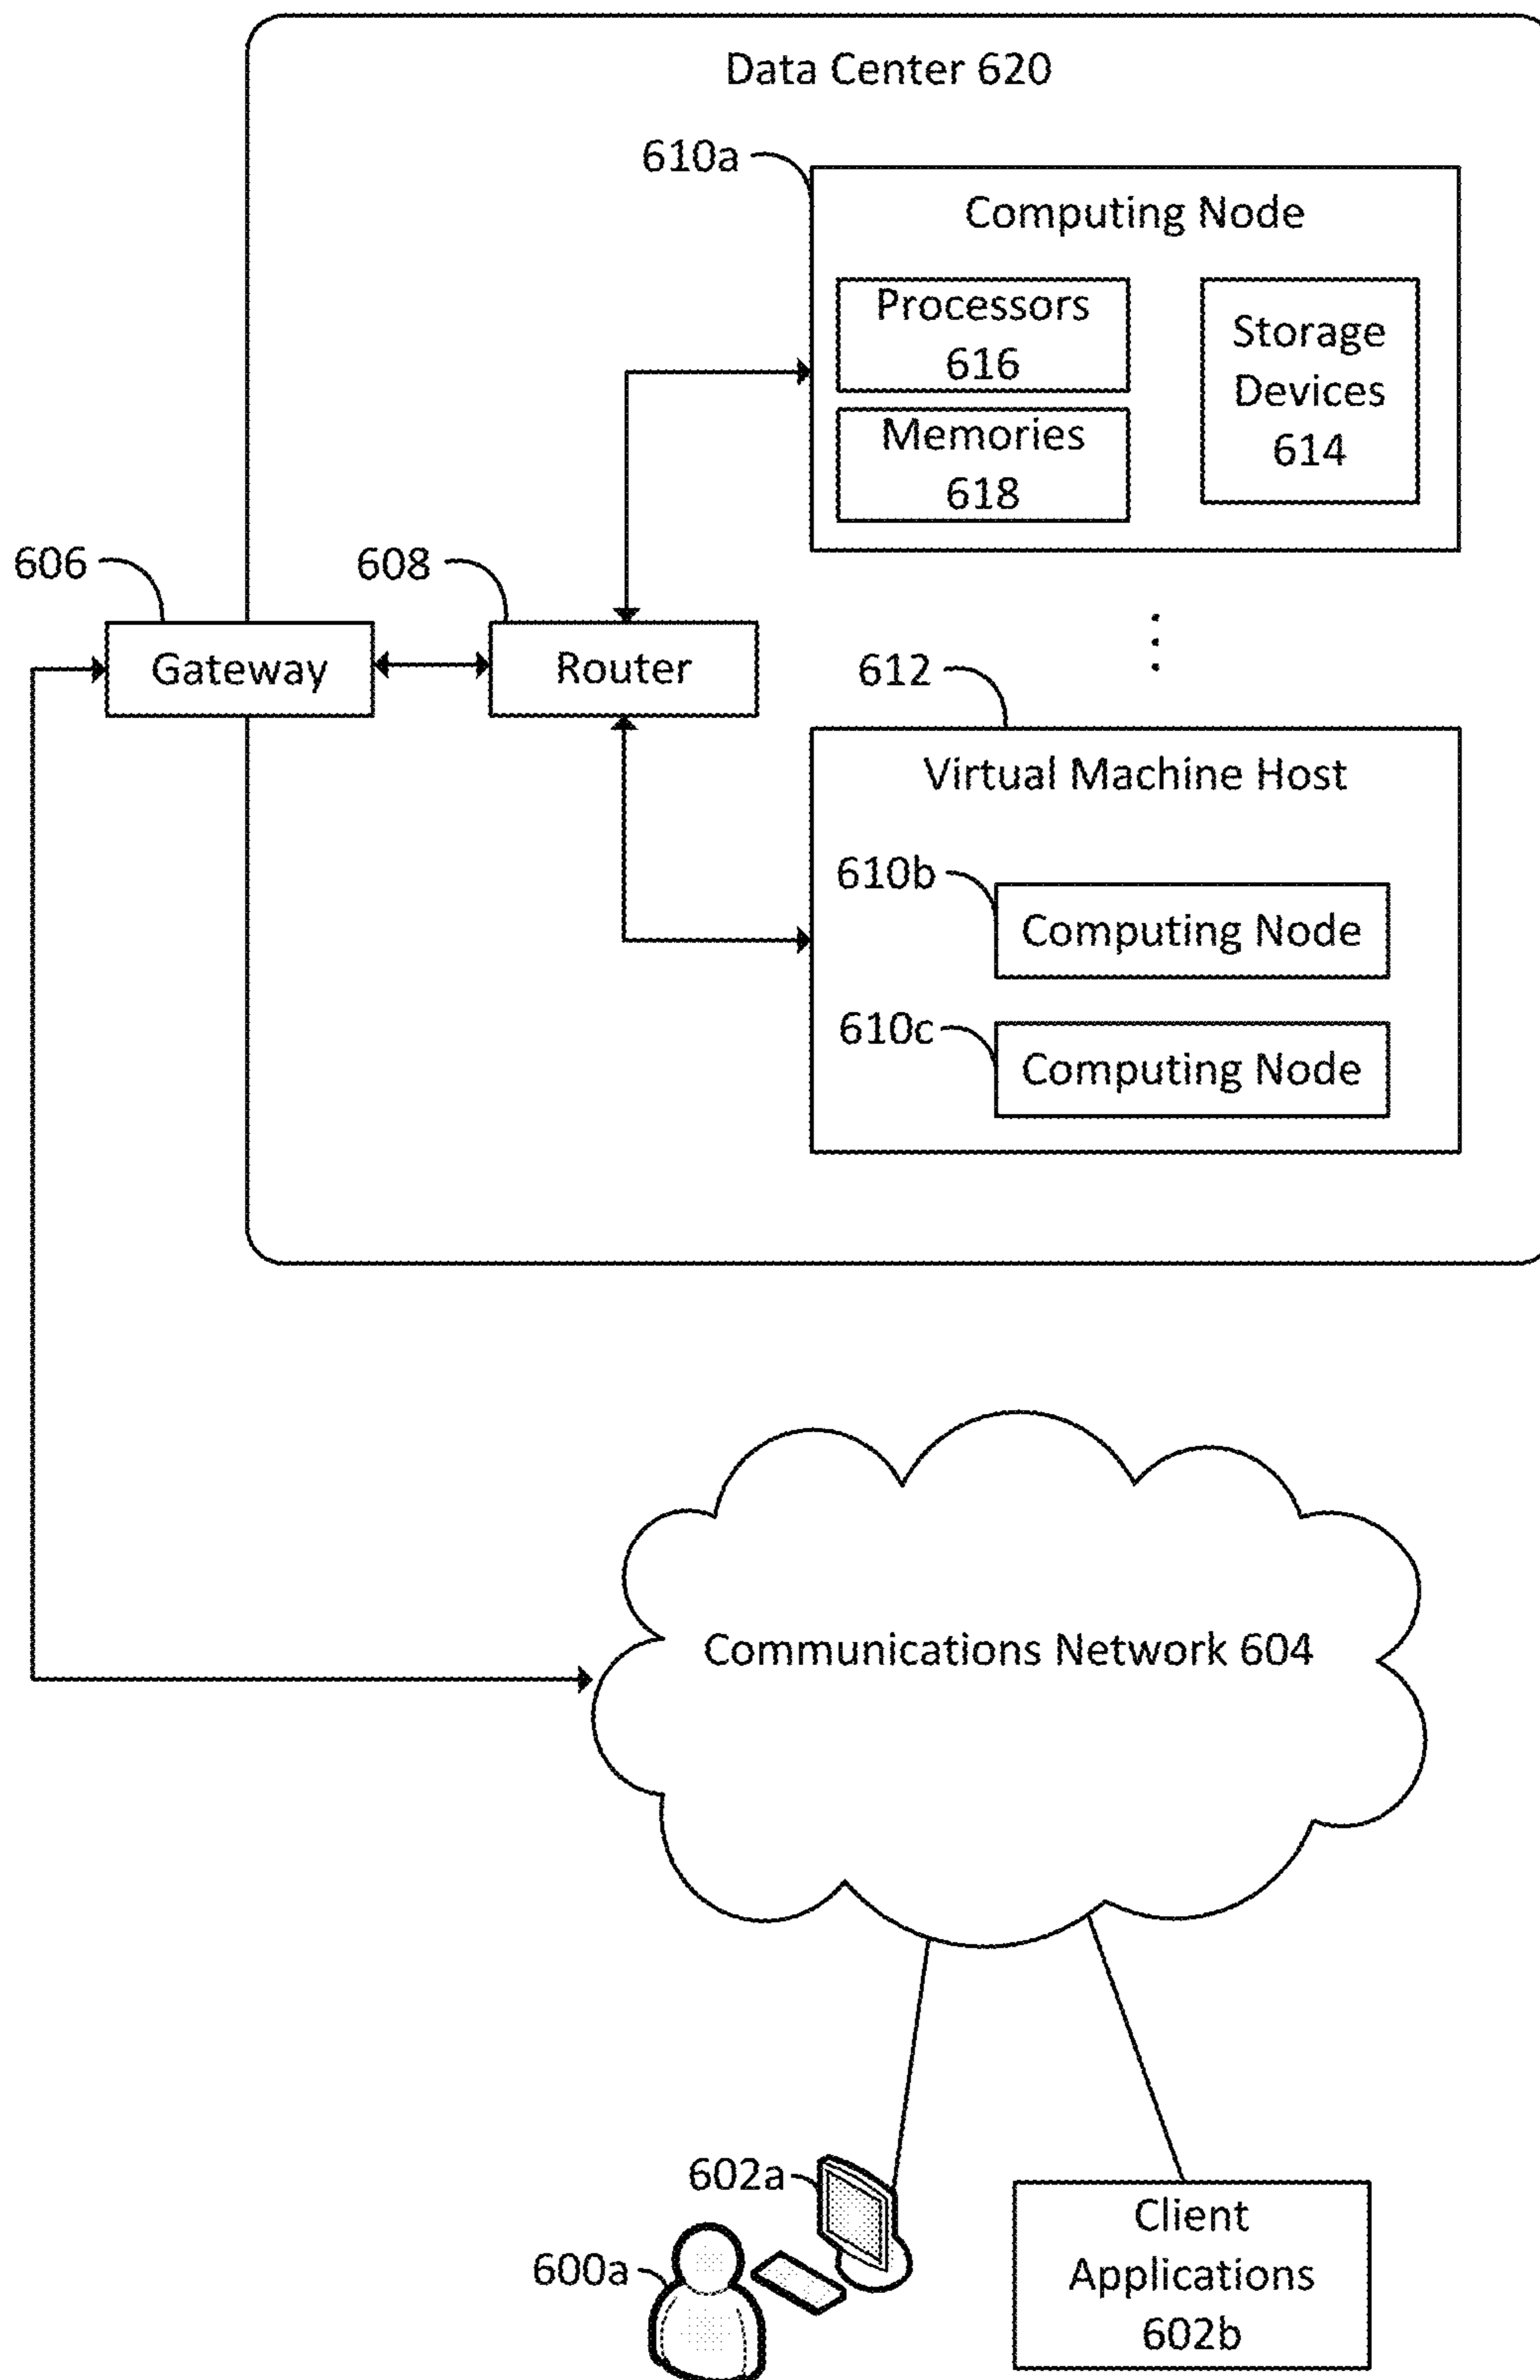 Data Center 620
610a
Computing Node
Processors
616
Storage
Devices
614
Memories
618
606
608
Gateway
Router
612
Virtual Machine Host
610b
Computing Node
610c
Computing Node
Communications Network 604
602a
600a
Client
Applications
602b